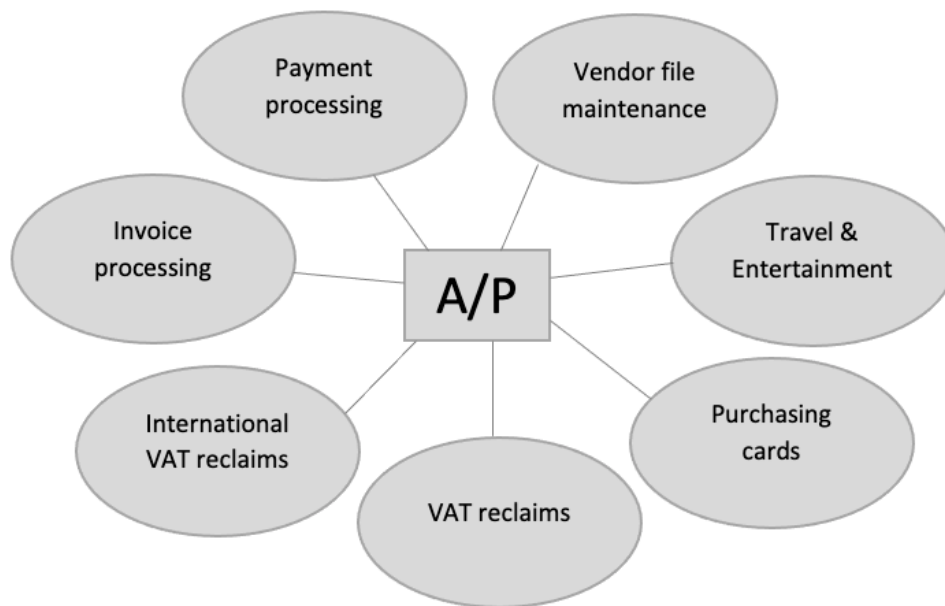 Payment
processing
Vendor file
maintenance
Invoice
processing
Travel &
Entertainment
A/P
International
VAT reclaims
Purchasing
cards
VAT reclaims